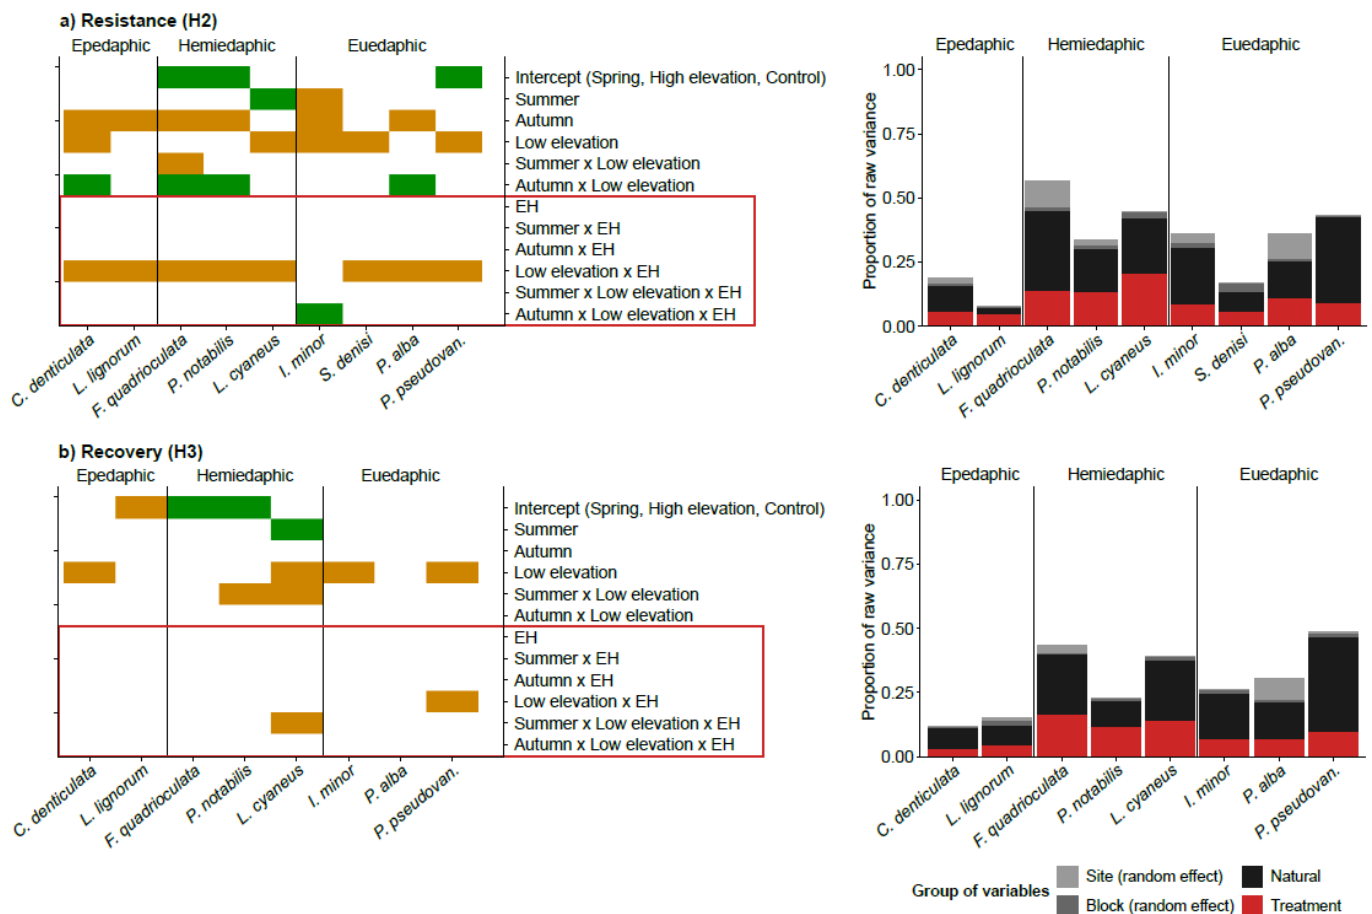 a) Resistance (H2)
Epedaphic Hemiedaphic Euedaphic
Intercept (Spring, High elevation, Control)
Summer
Autumn
Low elevation
Summer x Low elevation
Autumn x Low elevation
EH
Summer x EH
Autumn x EH
Low elevation x EH
Summer x Low elevation x EH
Autumn x Low elevation x EH
C. denticulata
L. lignorum
F. quadrioculata
P. notabilis
L. cyaneus
I. minor
S. denisi
P. alba
P. pseudovan.
Epedaphic Hemiedaphic Euedaphic
Proportion of raw variance
1.00
0.75
0.50
0.25
0.00
C. denticulata
L. lignorum
F. quadrioculata
P. notabilis
L. cyaneus
I. minor
S. denisi
P. alba
P. pseudovan.
b) Recovery (H3)
Epedaphic Hemiedaphic Euedaphic
Intercept (Spring, High elevation, Control)
Summer
Autumn
Low elevation
Summer x Low elevation
Autumn x Low elevation
EH
Summer x EH
Autumn x EH
Low elevation x EH
Summer x Low elevation x EH
Autumn x Low elevation x EH
C. denticulata
L. lignorum
F. quadrioculata
P. notabilis
L. cyaneus
I. minor
P. alba
P. pseudovan.
Epedaphic Hemiedaphic Euedaphic
Proportion of raw variance
1.00
0.75
0.50
0.25
0.00
C. denticulata
L. lignorum
F. quadrioculata
P. notabilis
L. cyaneus
I. minor
P. alba
P. pseudovan.
Group of variables
Site (random effect) Natural
Block (random effect) Treatment